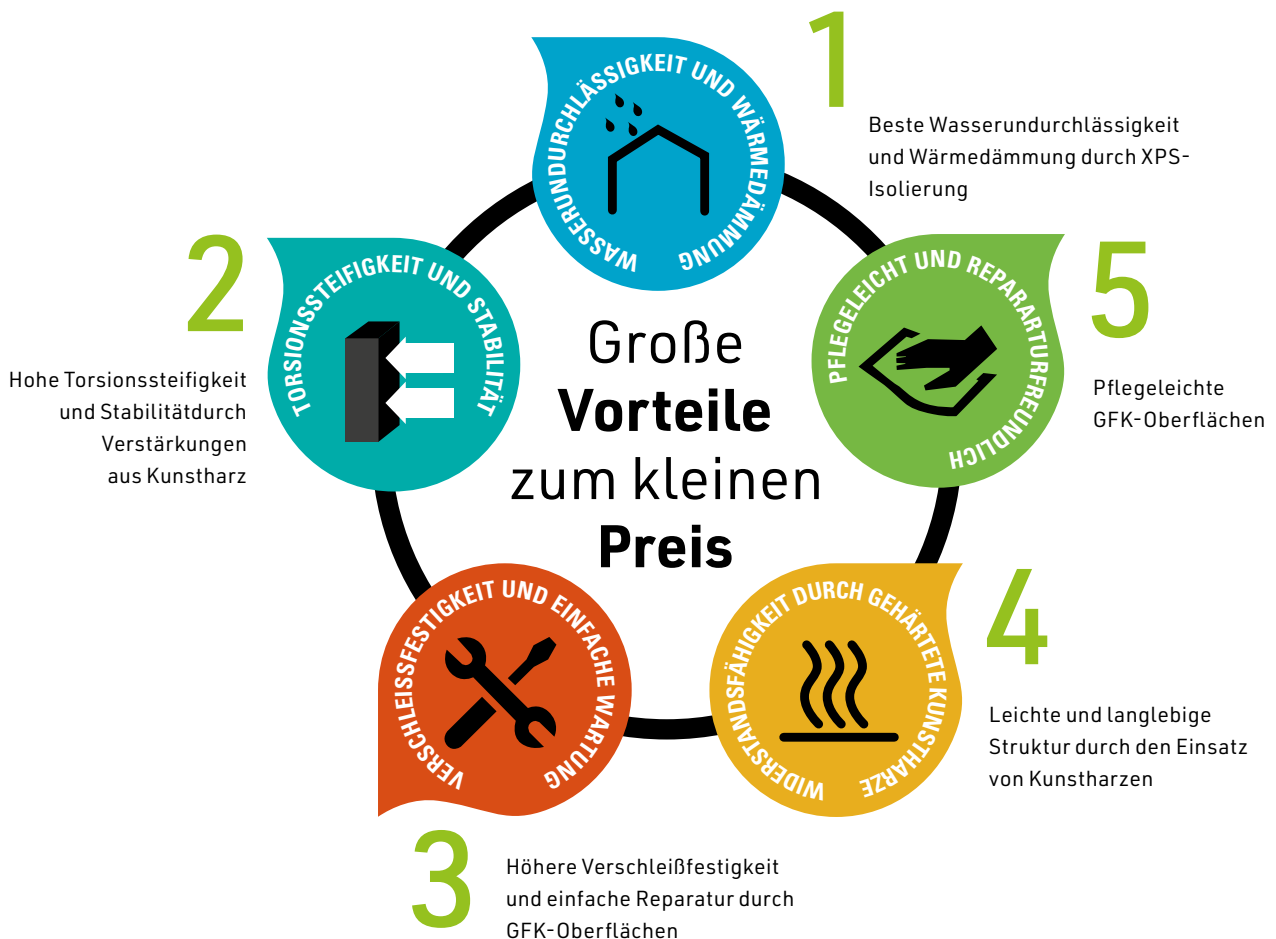 Große
Vorteile
zum kleinen
Preis
1
WASSERUNDURCHLÄSSIGKEIT UND WÄRMEDÄMMUNG
Beste Wasserundurchlässigkeit
und Wärmedämmung durch XPS-
Isolierung
2
TORSIONSSTEIFIGKEIT UND STABILITÄT
Hohe Torsionssteifigkeit
und Stabilitätdurch
Verstärkungen
aus Kunstharz
3
VERSCHLEISSFESTIGKEIT UND EINFACHE WARTUNG
Höhere Verschleißfestigkeit
und einfache Reparatur durch
GFK-Oberflächen
4
WIDERSTANDSFÄHIGKEIT DURCH GEHÄRTETE KUNSTHARZE
Leichte und langlebige
Struktur durch den Einsatz
von Kunstharzen
5
PFLEGELEICHT UND REPARARTURFREUNDLICH
Pflegeleichte
GFK-Oberflächen